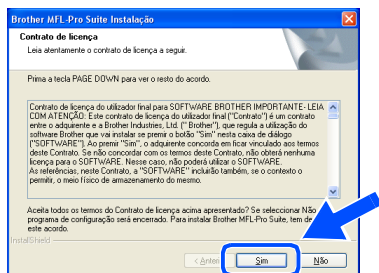 Brother MFL-Pro Suite Instalação
Contrato de licença
Leia atentamente o contrato de licença a seguir.
Prima a tecla PAGE DOWN para ver o resto do acordo.
Contrato de licença do utilizador final para SOFTWARE BROTHER IMPORTANTE- LEIA
COM ATENÇÃO: Este contrato de licença do utilizador final ("Contrato") é um contrato
entre o adquirente e a Brother Industries, Ltd. (" Brother"), que regula a utilização do
software Brother que vai instalar se premir o botão "Sim" nesta caixa de diálogo
("SOFTWARE"). Ao premir "Sim", o adquirente concorda em ficar vinculado aos termos
deste Contrato. Se não concordar com os termos deste Contrato, não obterá nenhuma
licença para o SOFTWARE. Nesse caso, não poderá utilizar o SOFTWARE.
As referências, neste Contrato, a "SOFTWARE" incluirão também, se o contexto o
permitir, o meio físico de armazenamento do mesmo.
Aceita todos os termos do Contrato de licença acima apresentado? Se seleccionar Não
programa de configuração será encerrado. Para instalar Brother MFL-Pro Suite, tem de
este acordo.
InstallShield
< Anteri
Sim
Não